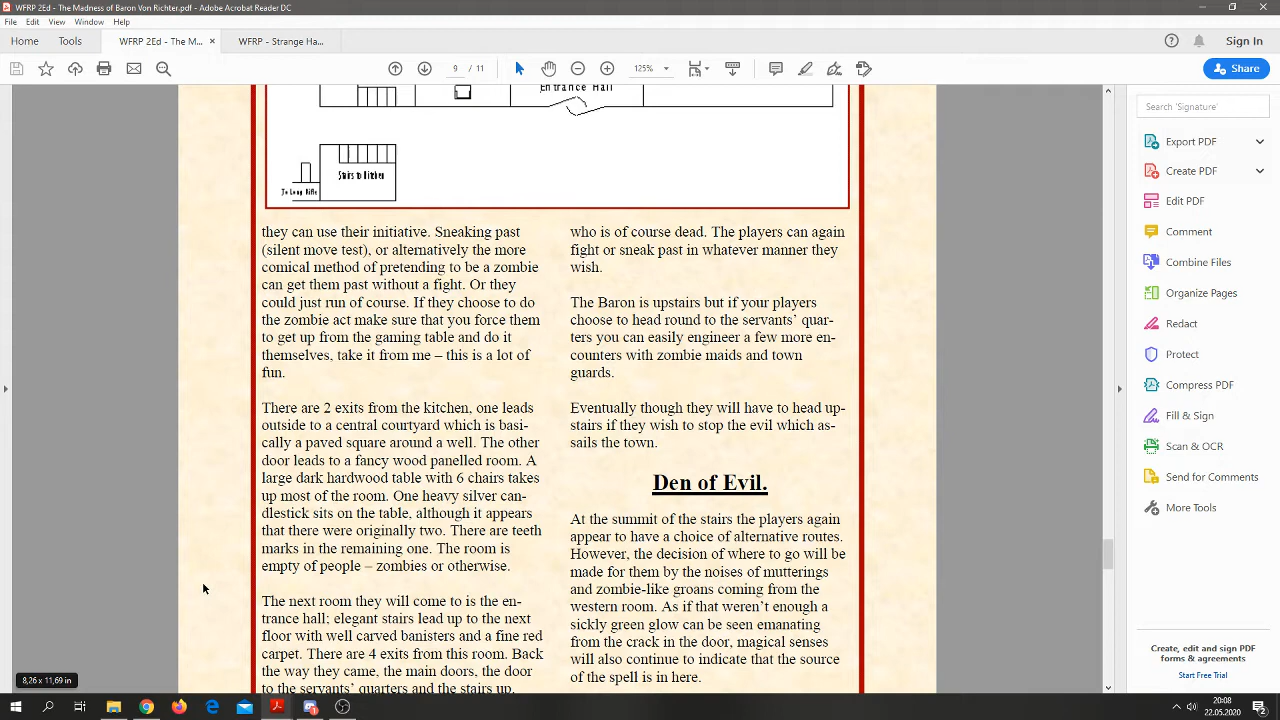 WFRP 2Ed - The Madness of Baron Von Richter.pdf - Adobe Acrobat Reader DC
File Edit View Window Help
Home Tools WFRP 2Ed - The M... × WFRP - Strange Ha...
Sign In
9 / 11
125%
Share
Entrance Hall
Stairs to Kitchen
they can use their initiative. Sneaking past
(silent move test), or alternatively the more
comical method of pretending to be a zombie
can get them past without a fight. Or they
could just run of course. If they choose to do
the zombie act make sure that you force them
to get up from the gaming table and do it
themselves, take it from me – this is a lot of
fun.
There are 2 exits from the kitchen, one leads
outside to a central courtyard which is basi-
cally a paved square around a well. The other
door leads to a fancy wood panelled room. A
large dark hardwood table with 6 chairs takes
up most of the room. One heavy silver can-
dlestick sits on the table, although it appears
that there were originally two. There are teeth
marks in the remaining one. The room is
empty of people – zombies or otherwise.
The next room they will come to is the en-
trance hall; elegant stairs lead up to the next
floor with well carved banisters and a fine red
carpet. There are 4 exits from this room. Back
the way they came, the main doors, the door
to the servants' quarters and the stairs up.
who is of course dead. The players can again
fight or sneak past in whatever manner they
wish.
The Baron is upstairs but if your players
choose to head round to the servants' quar-
ters you can easily engineer a few more en-
counters with zombie maids and town
guards.
Eventually though they will have to head up-
stairs if they wish to stop the evil which as-
sails the town.
Den of Evil.
At the summit of the stairs the players again
appear to have a choice of alternative routes.
However, the decision of where to go will be
made for them by the noises of mutterings
and zombie-like groans coming from the
western room. As if that weren't enough a
sickly green glow can be seen emanating
from the crack in the door, magical senses
will also continue to indicate that the source
of the spell is in here.
Search 'Signature'
Export PDF
Create PDF
Edit PDF
Comment
Combine Files
Organize Pages
Redact
Protect
Compress PDF
Fill & Sign
Scan & OCR
Send for Comments
More Tools
Create, edit and sign PDF
forms & agreements
Start Free Trial
8,26 x 11,69 in
20:08
22.05.2020